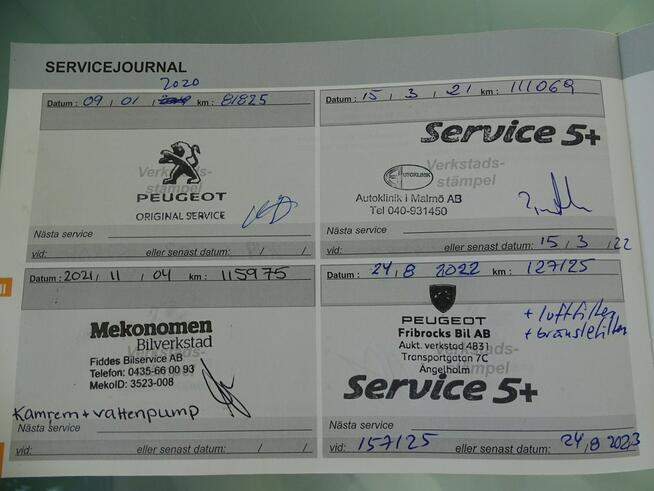 SERVICEJOURNAL
2020
Datum : 09 / 01 / km : 81825
Verkstads-
stämpel
PEUGEOT
ORIGINAL SERVICE
Nästa service
vid: eller senast datum: / /
Datum : 15 / 3 / 21 km : 111069
Service 5+
Verkstads-
stämpel
AUTOKLINIK
Autoklinik i Malmö AB
Tel 040-931450
Nästa service
vid: eller senast datum: 15 / 3 / 22
Datum : 2021 / 11 / 04 km : 115975
Mekonomen
Bilverkstad
Fiddes Bilservice AB
Telefon: 0435-66 00 93
MekoID: 3523-008
Kamrem + vattenpump
Nästa service
vid: eller senast datum: / /
Datum : 24 / 8 2022 km : 127125
PEUGEOT
Fribrocks Bil AB
Aukt. verkstad 4831
Transportgatan 7C
Ängelholm
+ luftfilter
+ bränslefilter
Service 5+
Nästa service
vid: 157125 eller senast datum: 24 / 8 2023